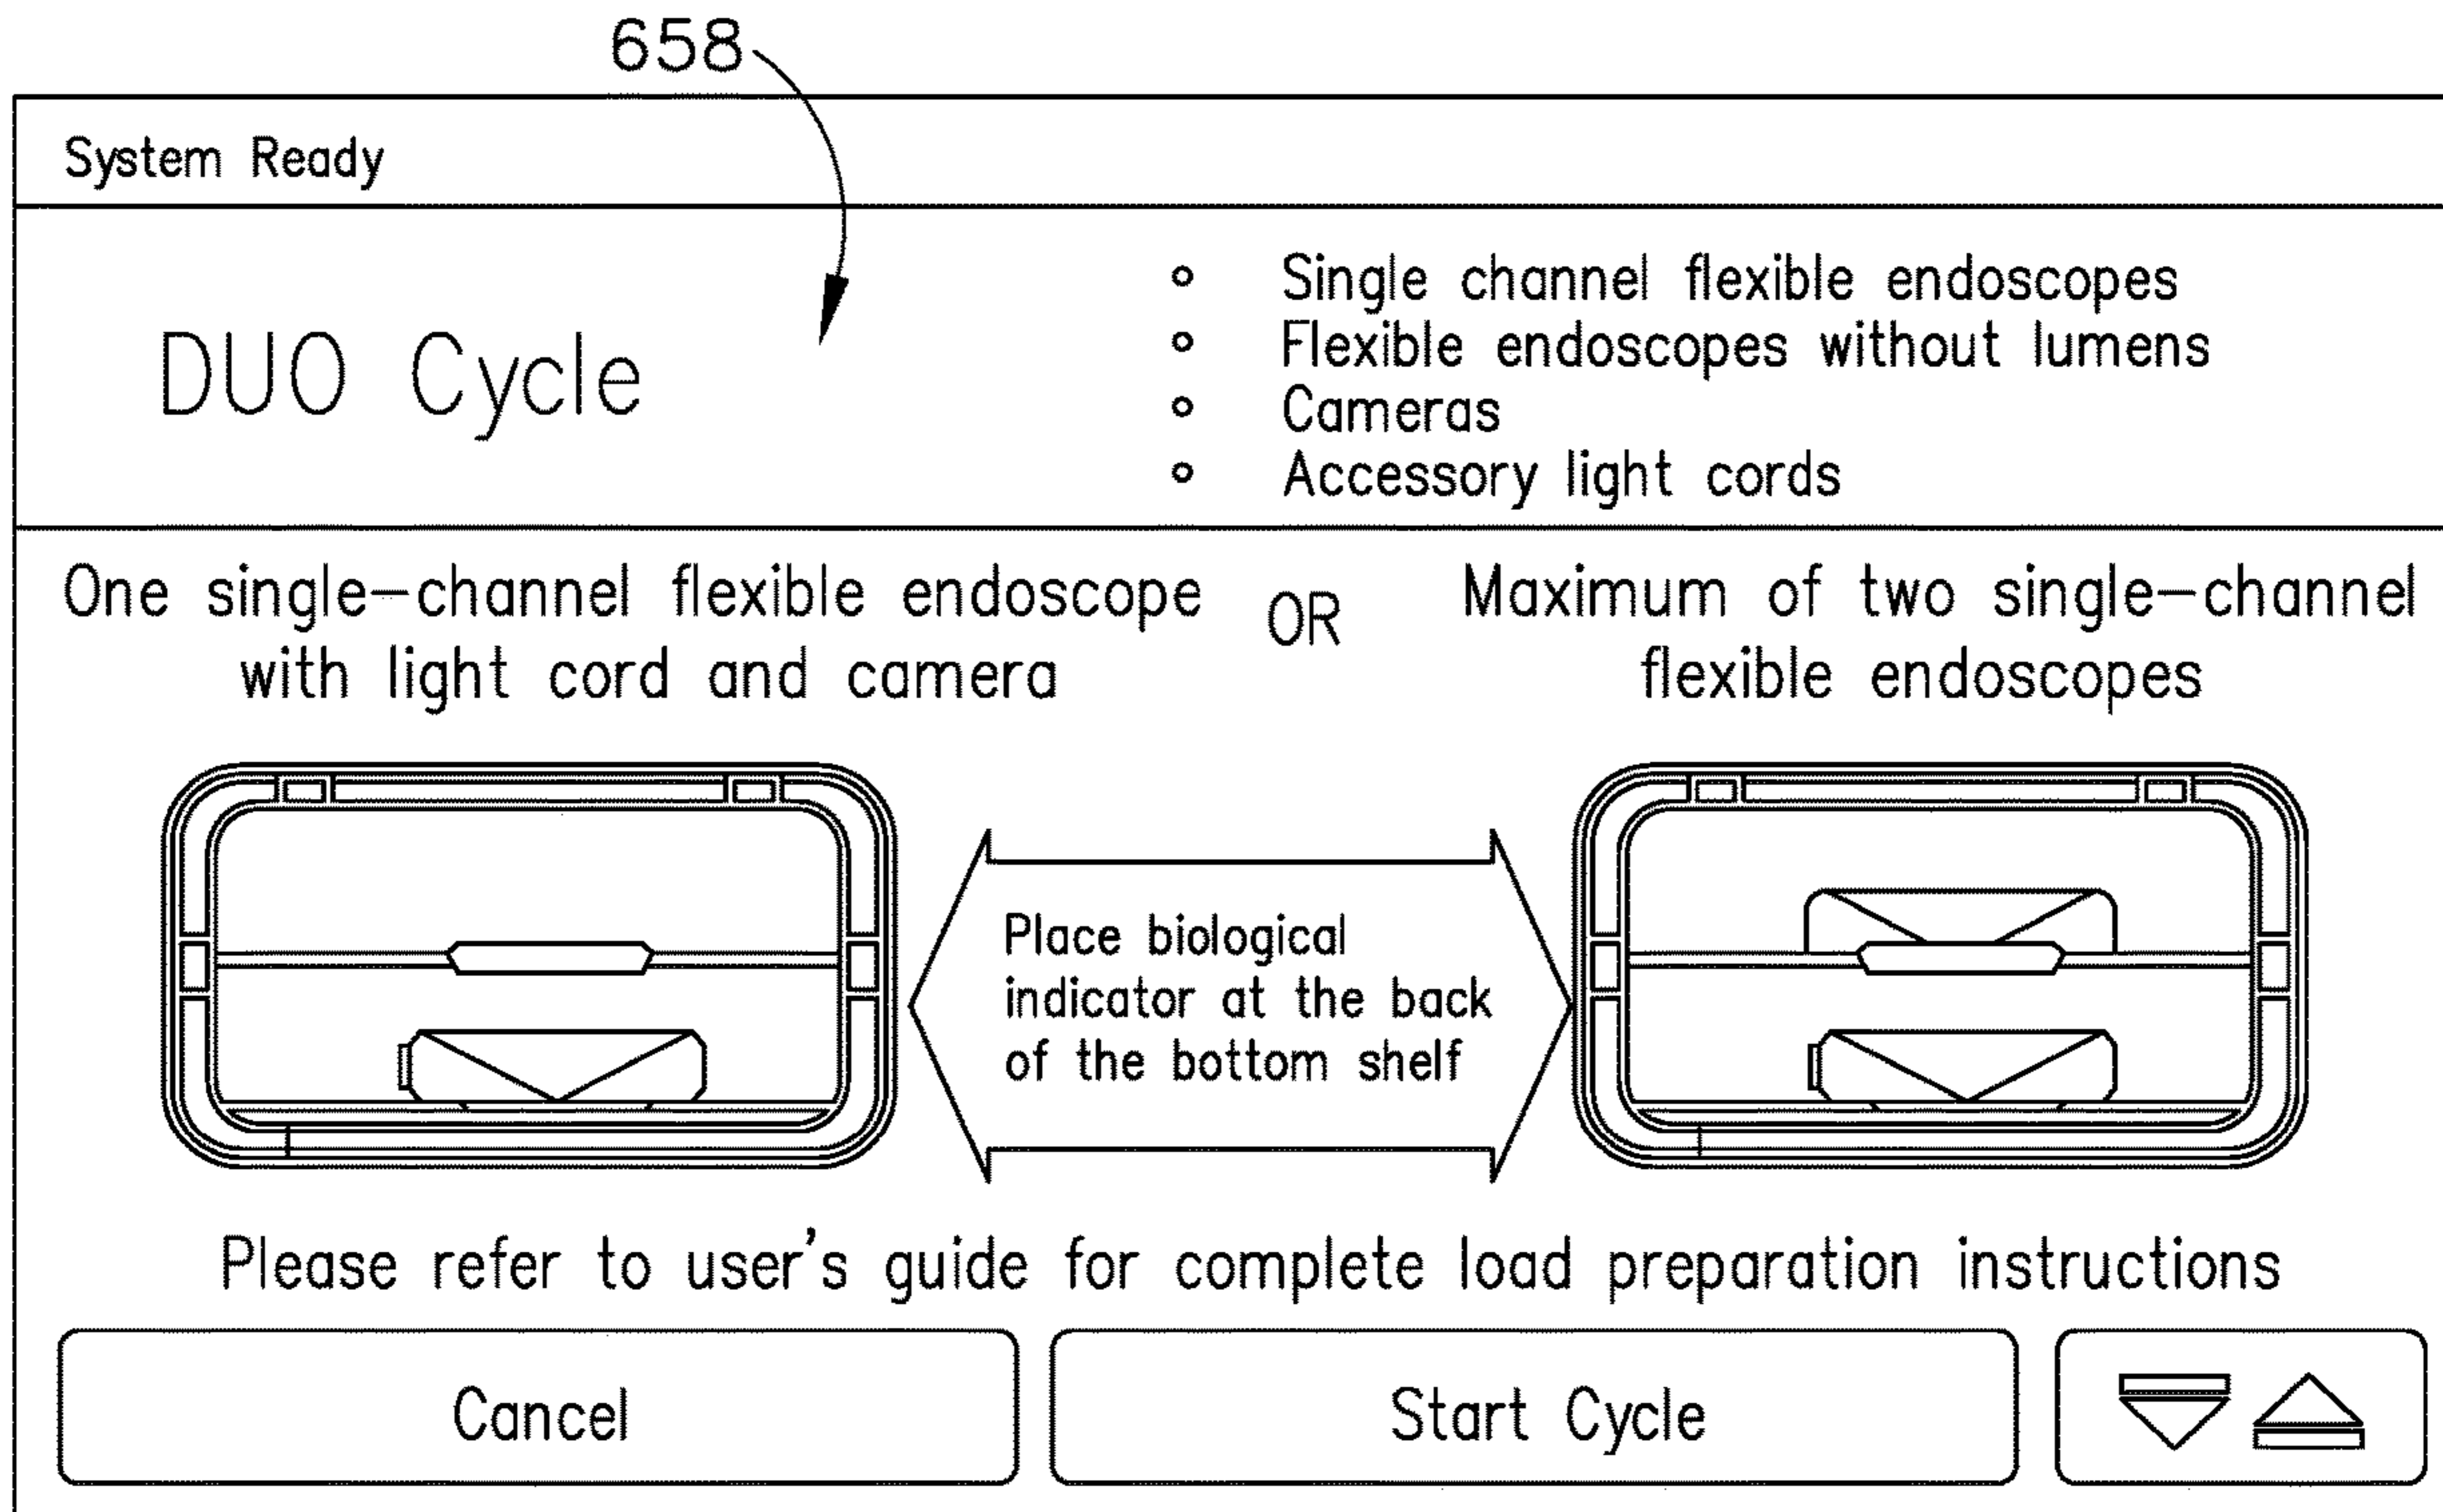 658
System Ready
DUO Cycle
Single channel flexible endoscopes
Flexible endoscopes without lumens
Cameras
Accessory light cords
One single-channel flexible endoscope
with light cord and camera
OR
Maximum of two single-channel
flexible endoscopes
Place biological
indicator at the back
of the bottom shelf
Please refer to user's guide for complete load preparation instructions
Cancel
Start Cycle